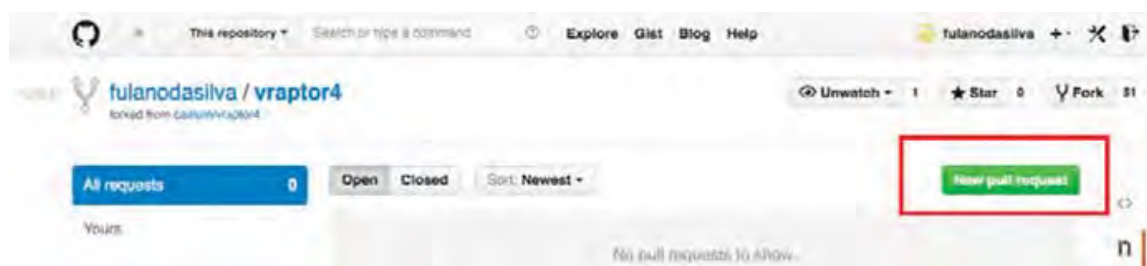 This repository Search or type a command Explore Gist Blog Help fulanodasilva
fulanodasilva / vraptor4 Unwatch 1 Star 0 Fork 51
forked from caelum/vraptor4
All requests 0 Open Closed Sort: Newest New pull request
Yours
No pull requests to show.
n